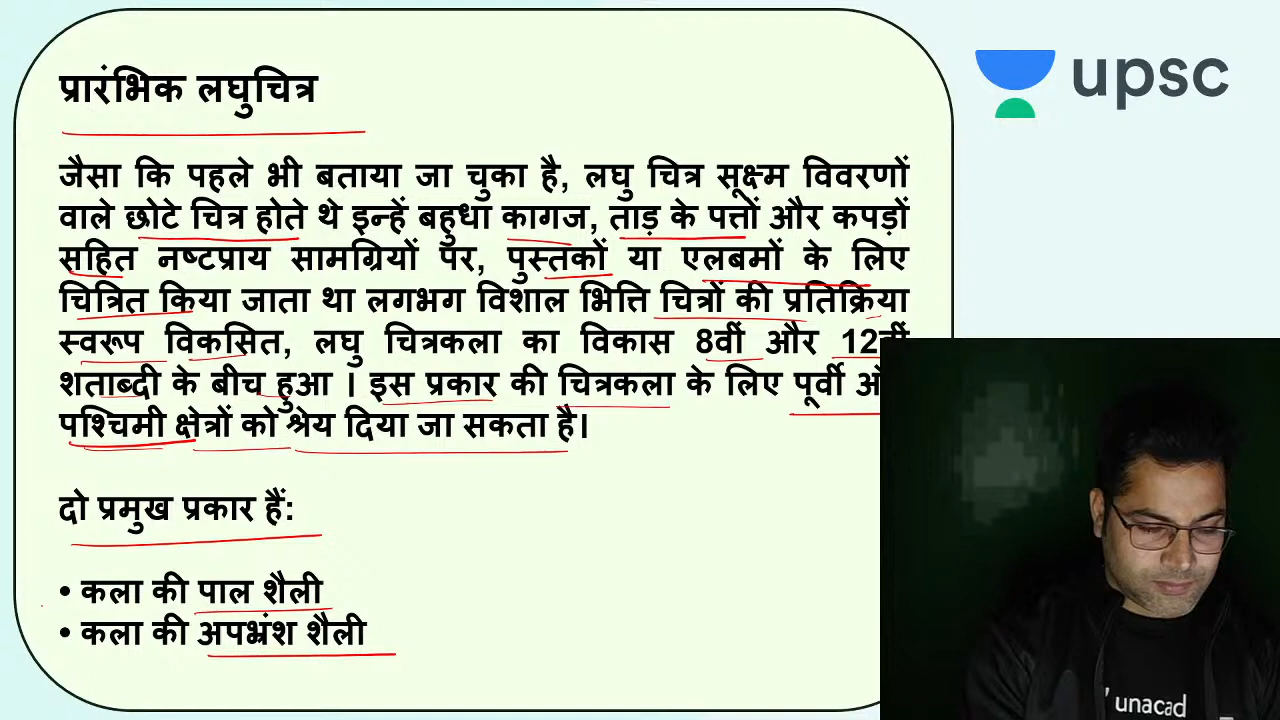 प्रारंभिक लघुचित्र
upsc
जैसा कि पहले भी बताया जा चुका है, लघु चित्र सूक्ष्म विवरणों
वाले छोटे चित्र होते थे इन्हें बहुधा कागज, ताड़ के पत्तों और कपड़ों
सहित नष्टप्राय सामग्रियों पर, पुस्तकों या एलबमों के लिए
चित्रित किया जाता था लगभग विशाल भित्ति चित्रों की प्रतिक्रिया
स्वरूप विकसित, लघु चित्रकला का विकास 8वीं और 12वीं
शताब्दी के बीच हुआ । इस प्रकार की चित्रकला के लिए पूर्वी
पश्चिमी क्षेत्रों को श्रेय दिया जा सकता है।
दो प्रमुख प्रकार हैं:
• कला की पाल शैली
• कला की अपभ्रंश शैली
unacad